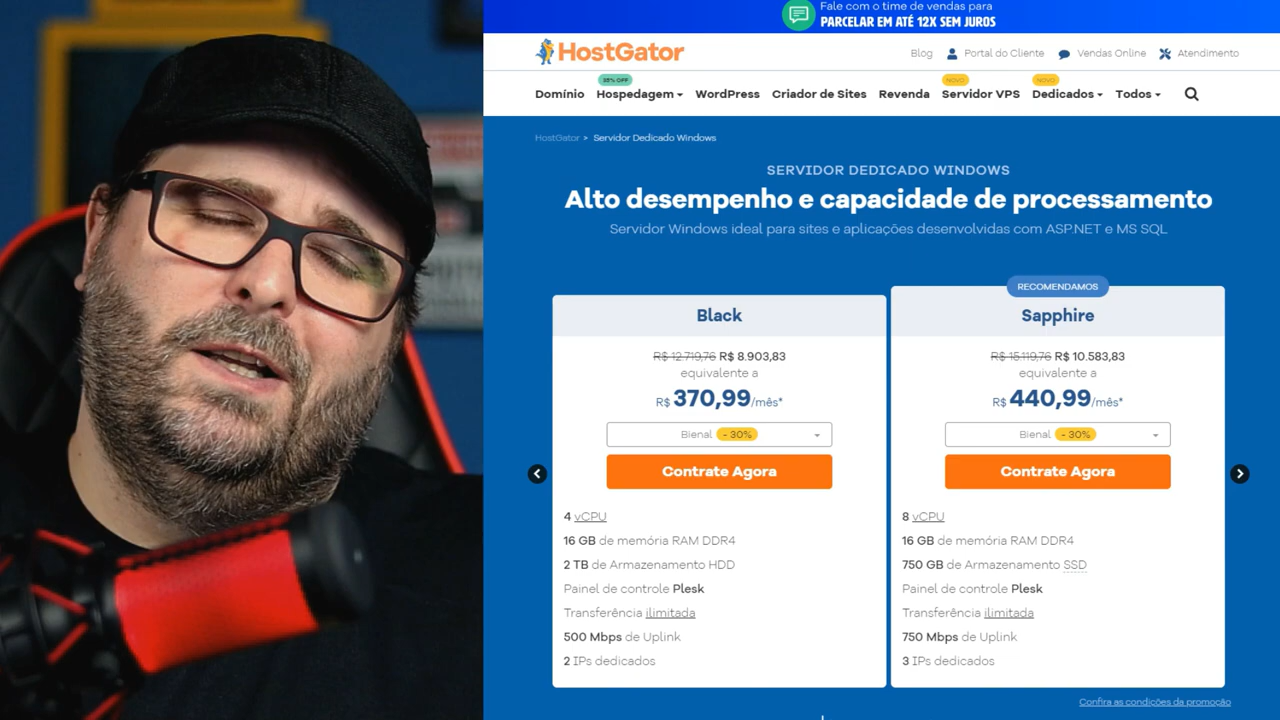 Fale com o time de vendas para
PARCELAR EM ATÉ 12X SEM JUROS
HostGator
Blog Portal do Cliente Vendas Online Atendimento
35% OFF NOVO NOVO
Domínio Hospedagem WordPress Criador de Sites Revenda Servidor VPS Dedicados Todos
HostGator > Servidor Dedicado Windows
SERVIDOR DEDICADO WINDOWS
Alto desempenho e capacidade de processamento
Servidor Windows ideal para sites e aplicações desenvolvidas com ASP.NET e MS SQL
Black
R$ 12.719,76 R$ 8.903,83
equivalente a
R$ 370,99/mês*
Bienal - 30%
Contrate Agora
4 vCPU
16 GB de memória RAM DDR4
2 TB de Armazenamento HDD
Painel de controle Plesk
Transferência ilimitada
500 Mbps de Uplink
2 IPs dedicados
RECOMENDAMOS
Sapphire
R$ 15.119,76 R$ 10.583,83
equivalente a
R$ 440,99/mês*
Bienal - 30%
Contrate Agora
8 vCPU
16 GB de memória RAM DDR4
750 GB de Armazenamento SSD
Painel de controle Plesk
Transferência ilimitada
750 Mbps de Uplink
3 IPs dedicados
Confira as condições da promoção